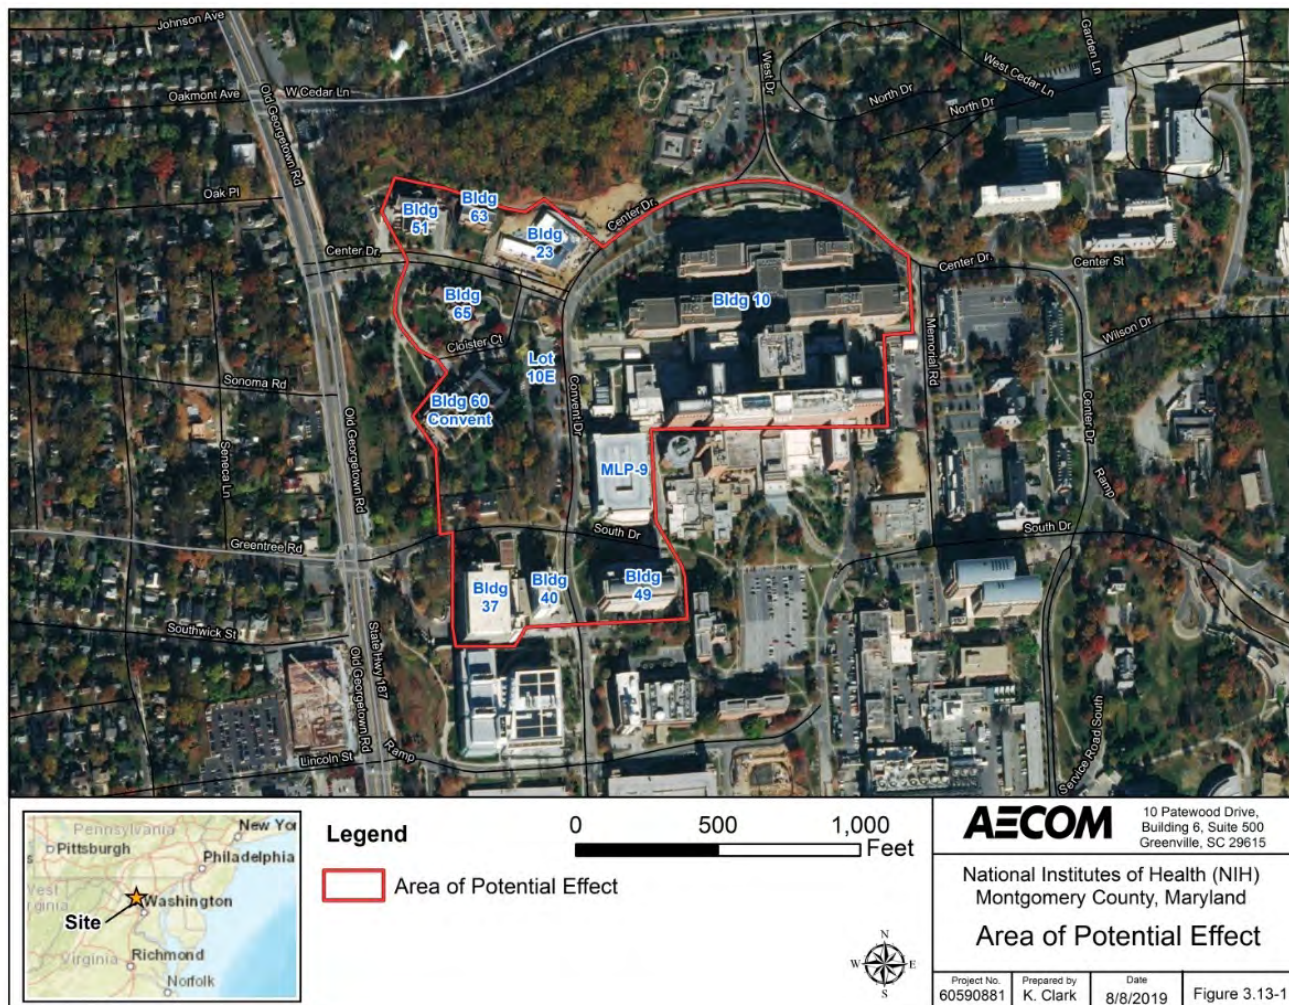 Johnson Ave
Oakmont Ave
W Cedar Ln
Old Georgetown Rd
West Dr
West Cedar Ln
Garden Ln
North Dr
North Dr
Oak Pl
Bldg
51
Bldg
63
Bldg
23
Center Dr
Center Dr
Center Dr
Center St
Bldg
65
Bldg 10
Cloister Ct
Lot
10E
Memorial Rd
Wilson Dr
Sonoma Rd
Bldg 60
Convent
Convent Dr
Center Dr
Old Georgetown Rd
Seneca Ln
MLP-9
Ramp
Greentree Rd
South Dr
South Dr
Bldg
37
Bldg
40
Bldg
49
Southwick St
State Hwy 187
Old Georgetown Rd
Lincoln St
Ramp
Service Road South
Pennsylvania
New Yor
Pittsburgh
s
Philadelphia
West
rginia
Washington
Site
Richmond
Virginia
Norfolk
Legend
Area of Potential Effect
0 500 1,000
Feet
N
W E
S
AECOM
10 Patewood Drive,
Building 6, Suite 500
Greenville, SC 29615
National Institutes of Health (NIH)
Montgomery County, Maryland
Area of Potential Effect
Project No.
60590881
Prepared by
K. Clark
Date
8/8/2019
Figure 3.13-1